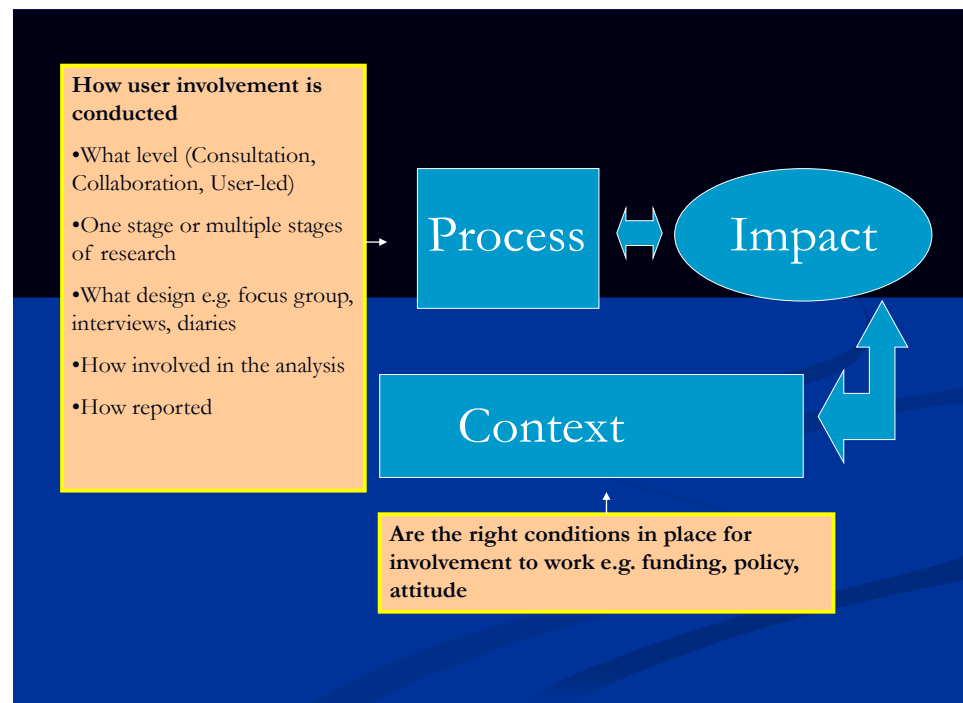 How user involvement is
conducted
•What level (Consultation,
Collaboration, User-led)
•One stage or multiple stages
of research
•What design e.g. focus group,
interviews, diaries
•How involved in the analysis
•How reported
Process
Impact
Context
Are the right conditions in place for
involvement to work e.g. funding, policy,
attitude